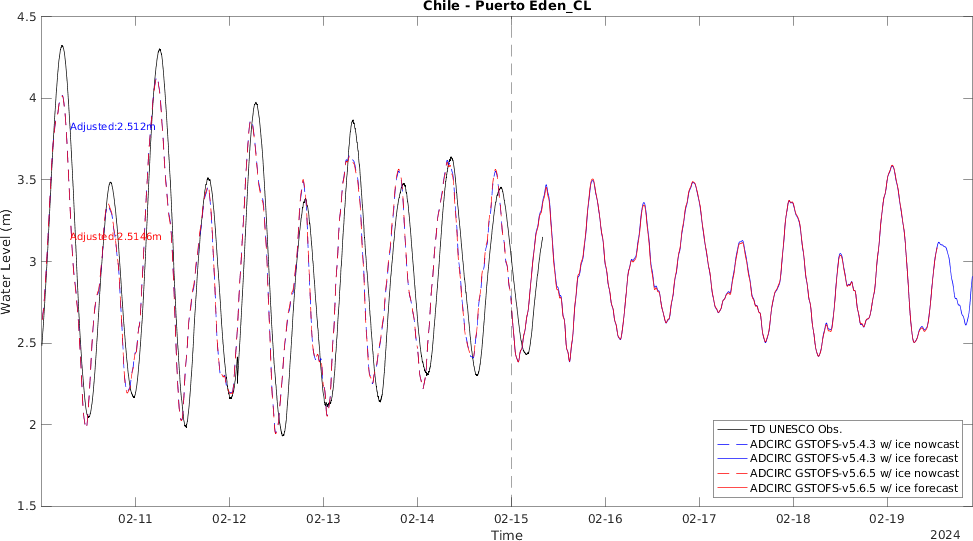 Chile - Puerto Eden_CL
4.5
4
3.5
3
2.5
2
1.5
Water Level (m)
Adjusted:2.512m
Adjusted:2.5146m
TD UNESCO Obs.
ADCIRC GSTOFS-v5.4.3 w/ ice nowcast
ADCIRC GSTOFS-v5.4.3 w/ ice forecast
ADCIRC GSTOFS-v5.6.5 w/ ice nowcast
ADCIRC GSTOFS-v5.6.5 w/ ice forecast
02-11 02-12 02-13 02-14 02-15 02-16 02-17 02-18 02-19
Time
2024